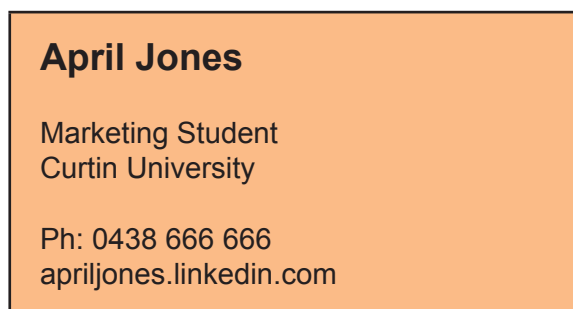 April Jones
Marketing Student
Curtin University
Ph: 0438 666 666
apriljones.linkedin.com